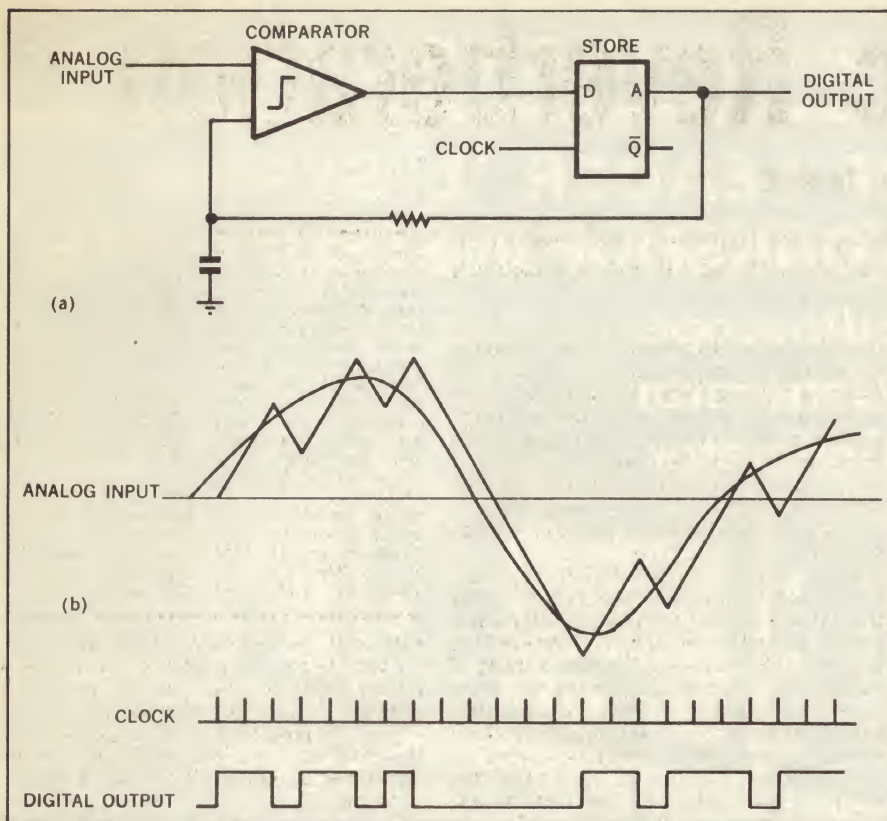 COMPARATOR
ANALOG
INPUT
STORE
D A
DIGITAL
OUTPUT
CLOCK
Q̅
(a)
ANALOG INPUT
(b)
CLOCK
DIGITAL OUTPUT